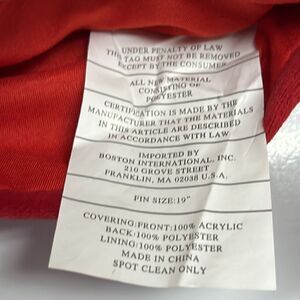 UNDER PENALTY OF LAW
THIS TAG MUST NOT BE REMOVED
EXCEPT BY THE CONSUMER
ALL NEW MATERIAL
CONSISTING OF
POLYESTER
CERTIFICATION IS MADE BY THE
MANUFACTURER THAT THE MATERIALS
IN THIS ARTICLE ARE DESCRIBED
IN ACCORDANCE WITH LAW
IMPORTED BY
BOSTON INTERNATIONAL, INC.
210 GROVE STREET
FRANKLIN, MA 02038 U.S.A.
PIN SIZE:19"
COVERING:FRONT:100% ACRYLIC
BACK:100% POLYESTER
LINING:100% POLYESTER
MADE IN CHINA
SPOT CLEAN ONLY